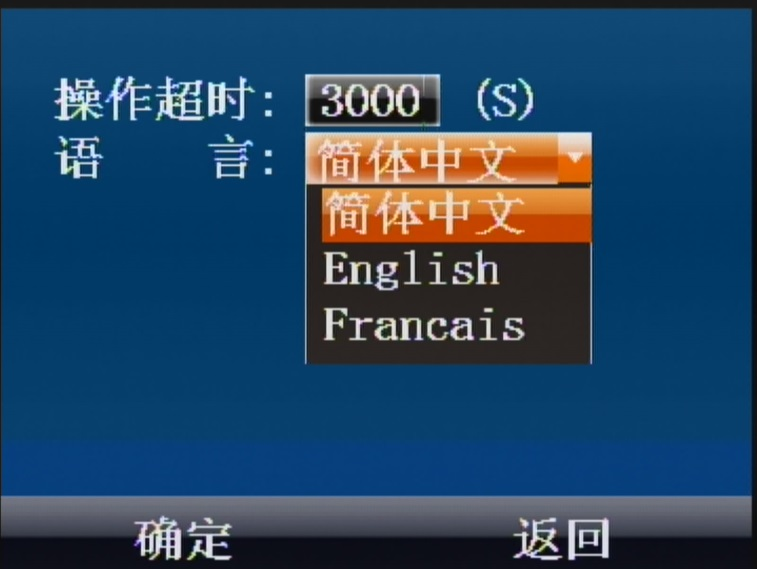 操作超时: 3000 (S)
语 言: 简体中文
简体中文
English
Francais
确定 返回